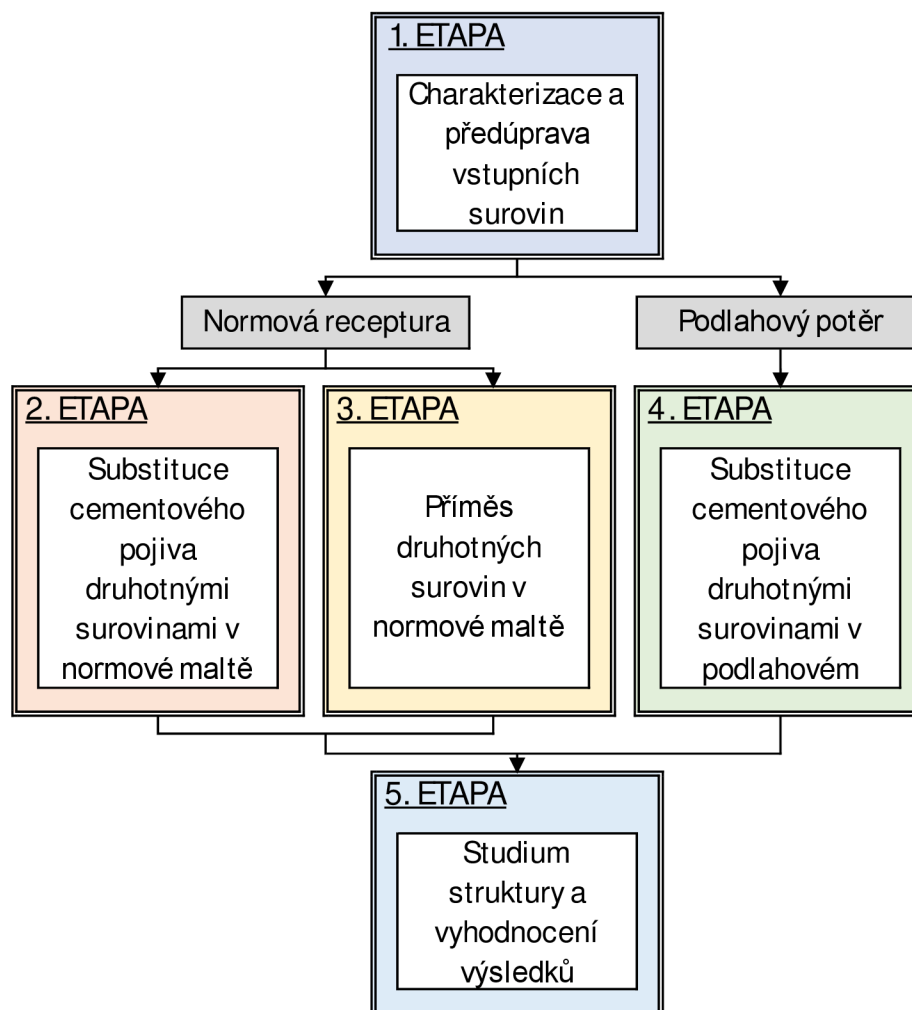 1. ETAPA
Charakterizace a
předúprava
vstupních
surovin
Normová receptura
Podlahový potěr
2. ETAPA
Substituce
cementového
pojiva
druhotnými
surovinami v
normové maltě
3. ETAPA
Příměs
druhotných
surovin v
normové maltě
4. ETAPA
Substituce
cementového
pojiva
druhotnými
surovinami v
podlahovém
5. ETAPA
Studium
struktury a
vyhodnocení
výsledků